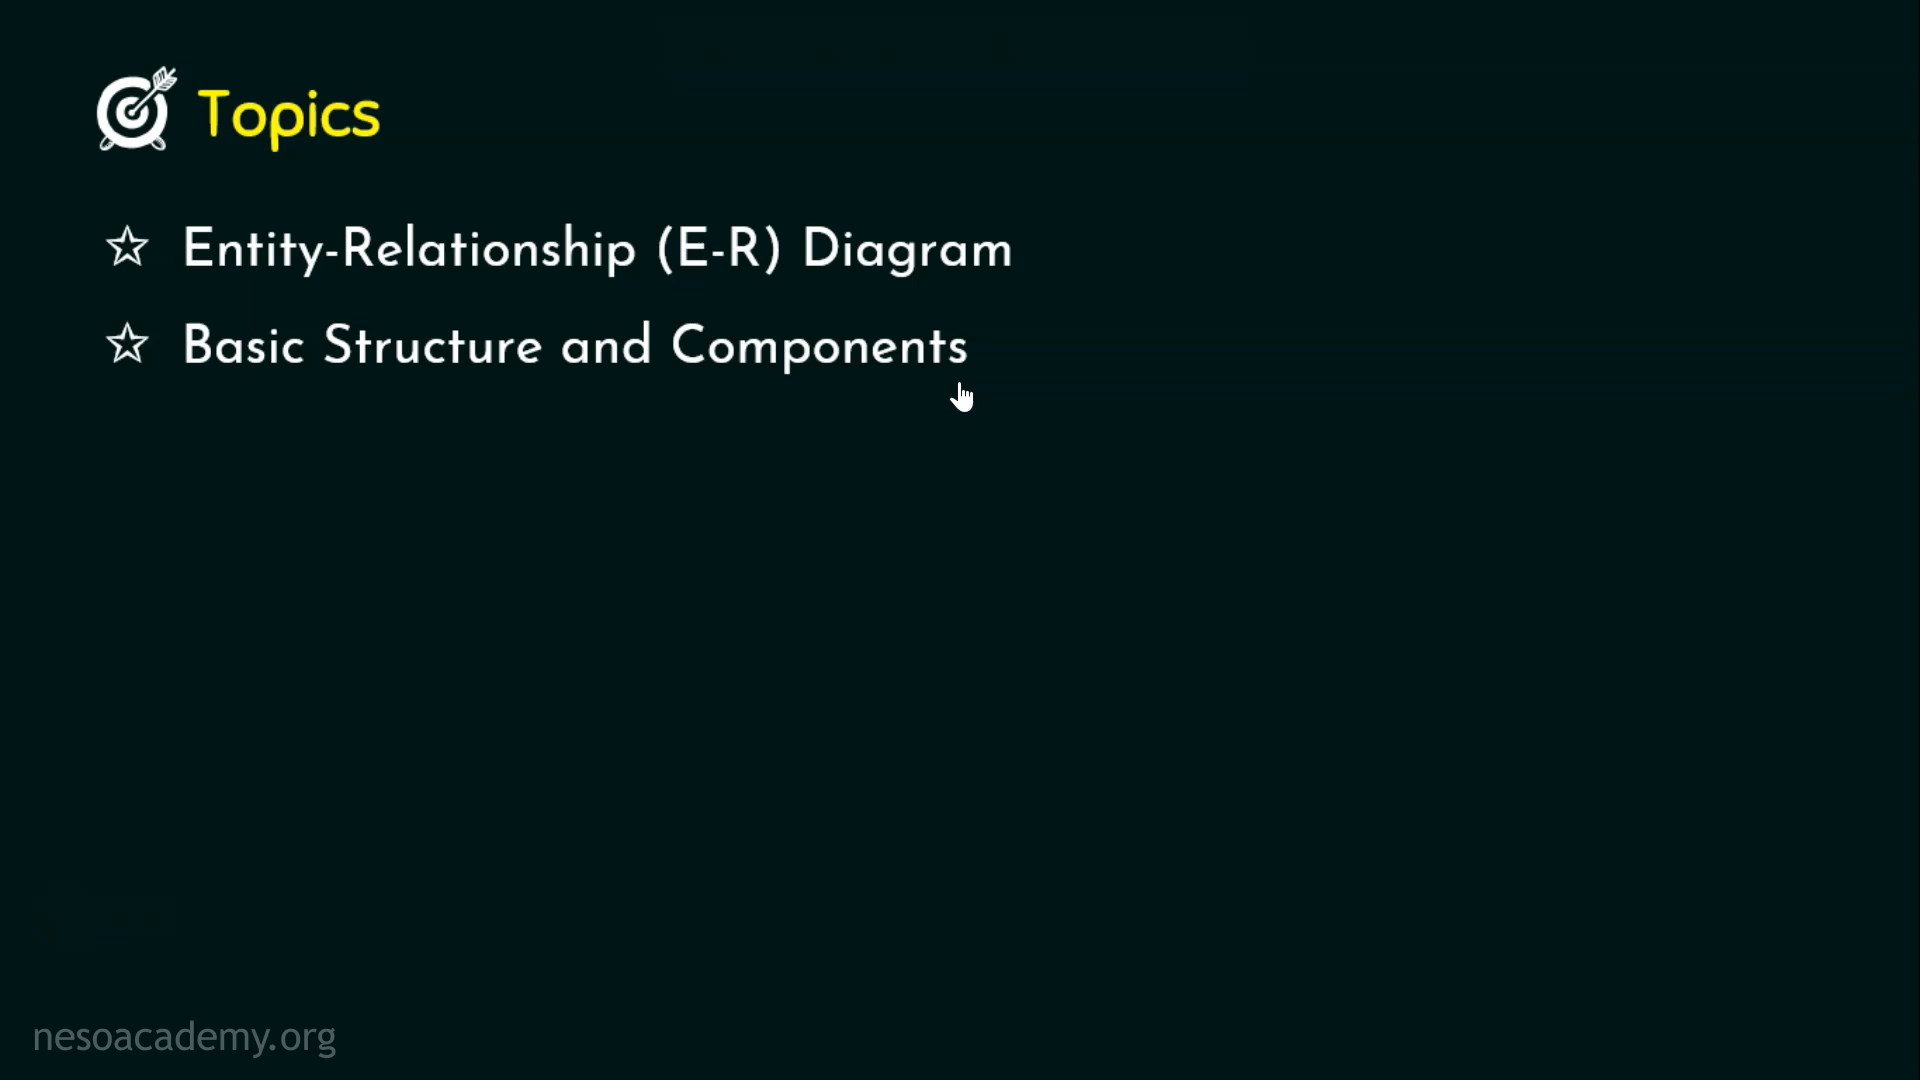 Topics
Entity-Relationship (E-R) Diagram
Basic Structure and Components
nesoacademy.org